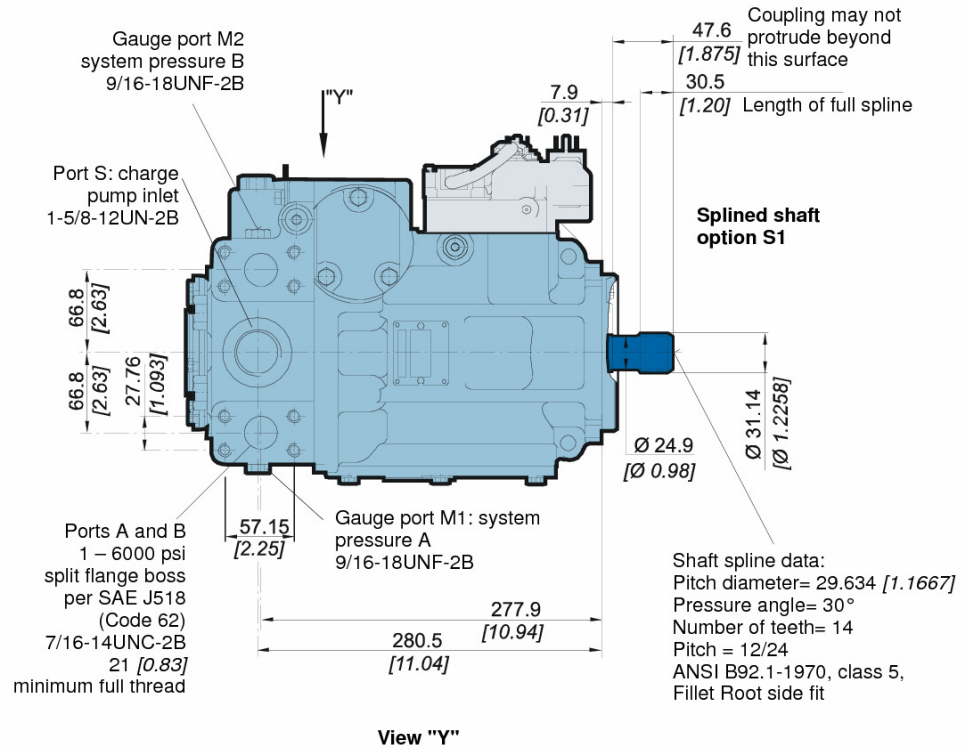 Gauge port M2
system pressure B
9/16-18UNF-2B
"Y"
Port S: charge
pump inlet
1-5/8-12UN-2B
47.6
[1.875]
Coupling may not
protrude beyond
this surface
30.5
[1.20]
Length of full spline
7.9
[0.31]
Splined shaft
option S1
66.8
[2.63]
66.8
[2.63]
27.76
[1.093]
Ø 31.14
[Ø 1.2258]
Ø 24.9
[Ø 0.98]
57.15
[2.25]
Ports A and B
1 – 6000 psi
split flange boss
per SAE J518
(Code 62)
7/16-14UNC-2B
21 [0.83]
minimum full thread
Gauge port M1: system
pressure A
9/16-18UNF-2B
277.9
[10.94]
280.5
[11.04]
Shaft spline data:
Pitch diameter= 29.634 [1.1667]
Pressure angle= 30°
Number of teeth= 14
Pitch = 12/24
ANSI B92.1-1970, class 5,
Fillet Root side fit
View "Y"